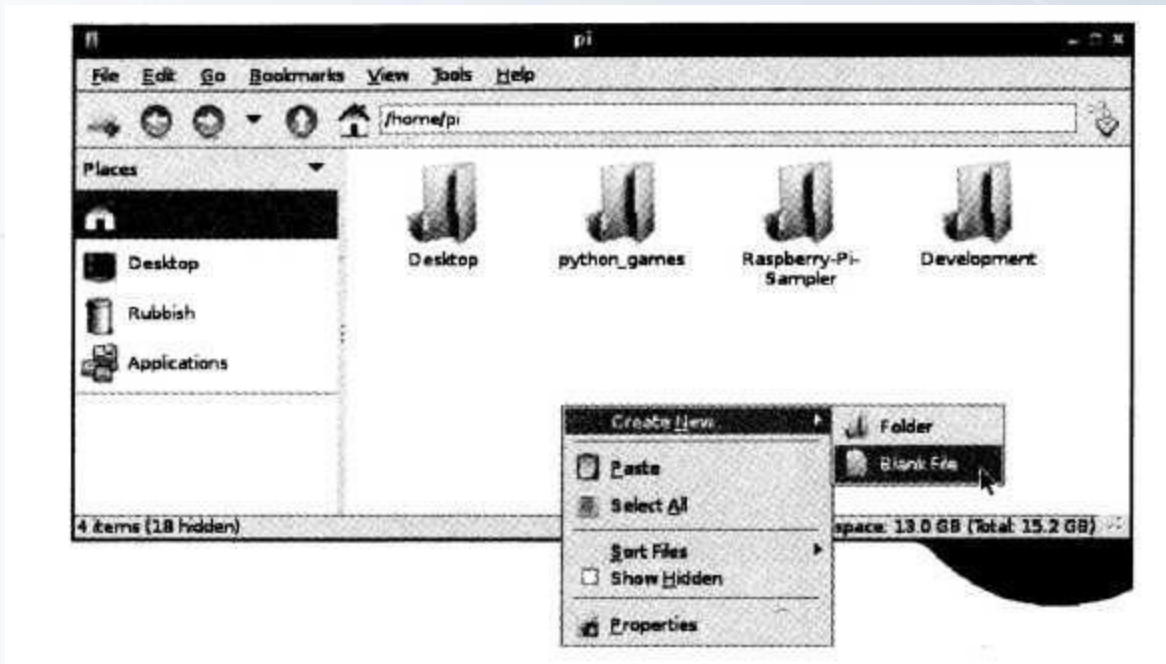 pi
File Edit Go Bookmarks View Tools Help
/home/pi
Places
Desktop
Rubbish
Applications
Desktop
python_games
Raspberry-Pi-
Sampler
Development
Create New
Folder
Blank File
Paste
Select All
Sort Files
Show Hidden
Properties
4 items (18 hidden)
space: 13.0 GB (Total: 15.2 GB)